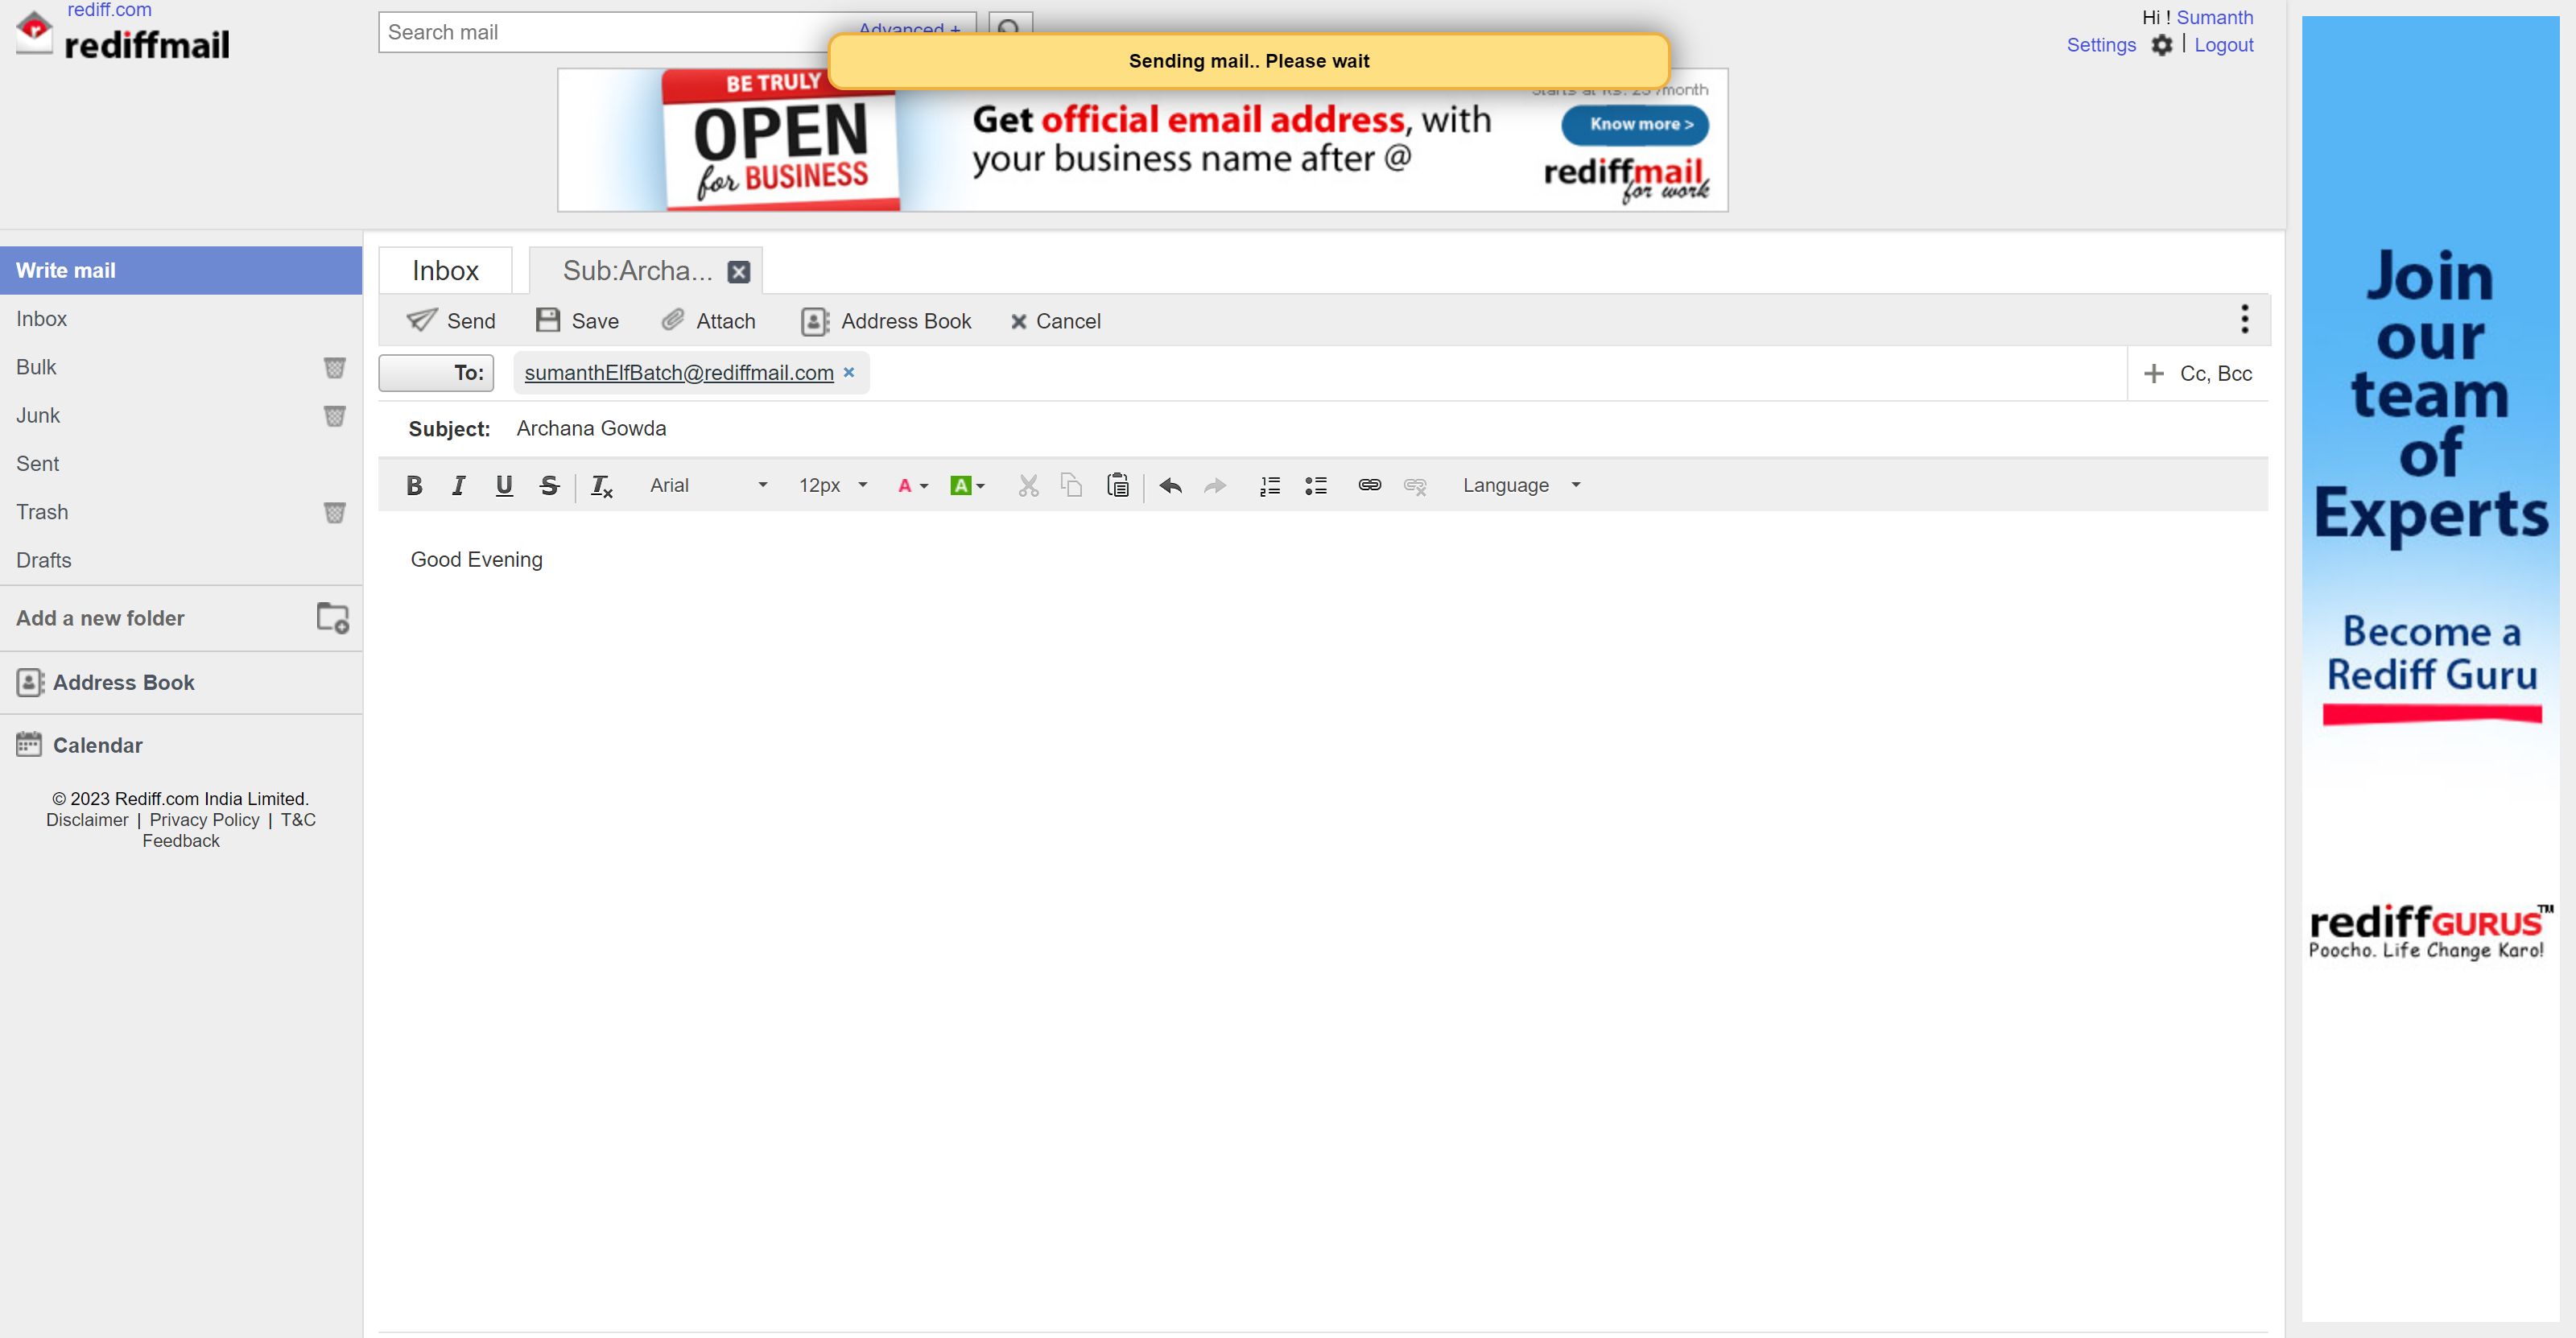 rediff.com
rediffmail
Search mail
Advanced +
Hi ! Sumanth
Settings | Logout
Sending mail.. Please wait
BE TRULY
OPEN
for BUSINESS
Get official email address, with
your business name after @
Starts at Rs. 25 /month
Know more >
rediffmail
for work
Write mail
Inbox
Bulk
Junk
Sent
Trash
Drafts
Add a new folder
Address Book
Calendar
© 2023 Rediff.com India Limited.
Disclaimer | Privacy Policy | T&C
Feedback
Inbox
Sub:Archa...
Send
Save
Attach
Address Book
Cancel
To:
sumanthElfBatch@rediffmail.com
Cc, Bcc
Subject: Archana Gowda
Arial
12px
Language
Good Evening
Join
our
team
of
Experts
Become a
Rediff Guru
rediffGURUS™
Poocho. Life Change Karo!